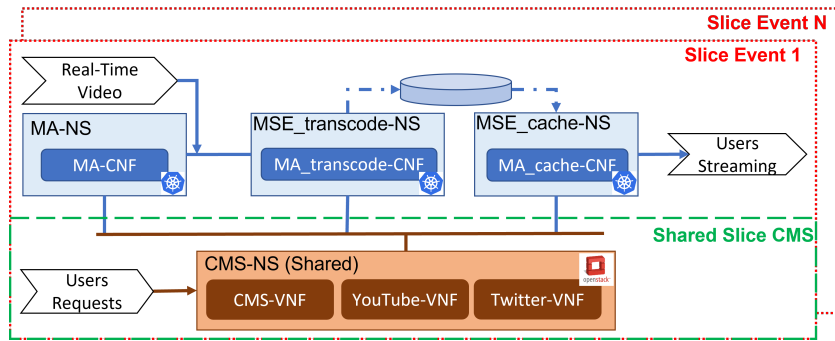 Slice Event N
Slice Event 1
Real-Time
Video
MA-NS
MSE_transcode-NS
MSE_cache-NS
MA-CNF
MA_transcode-CNF
MA_cache-CNF
Users
Streaming
Shared Slice CMS
CMS-NS (Shared)
openstack
Users
Requests
CMS-VNF
YouTube-VNF
Twitter-VNF